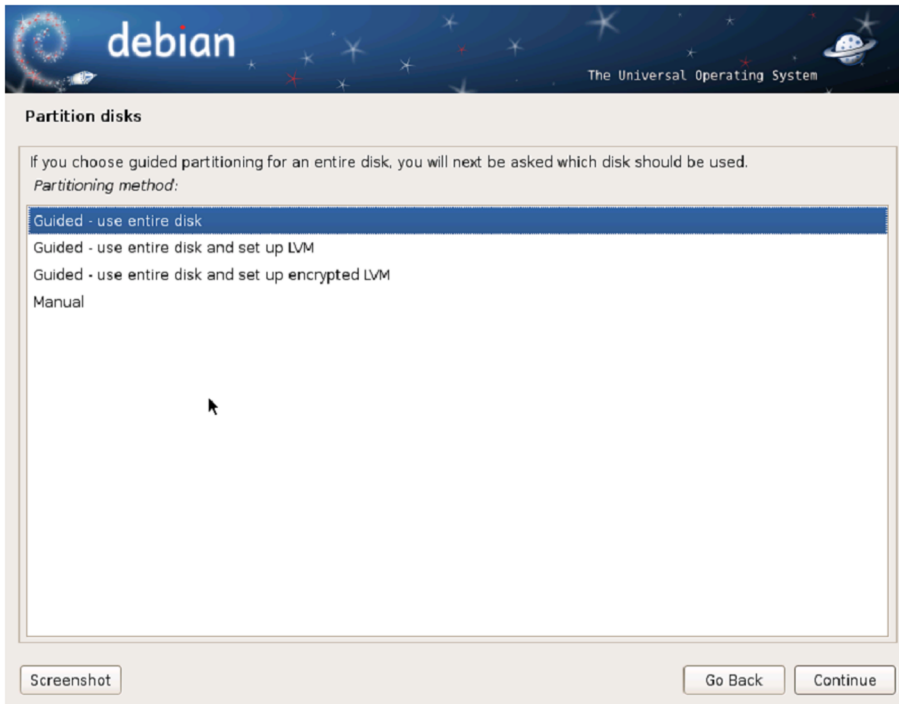 debian
The Universal Operating System
Partition disks
If you choose guided partitioning for an entire disk, you will next be asked which disk should be used.
Partitioning method:
Guided - use entire disk
Guided - use entire disk and set up LVM
Guided - use entire disk and set up encrypted LVM
Manual
Screenshot
Go Back
Continue